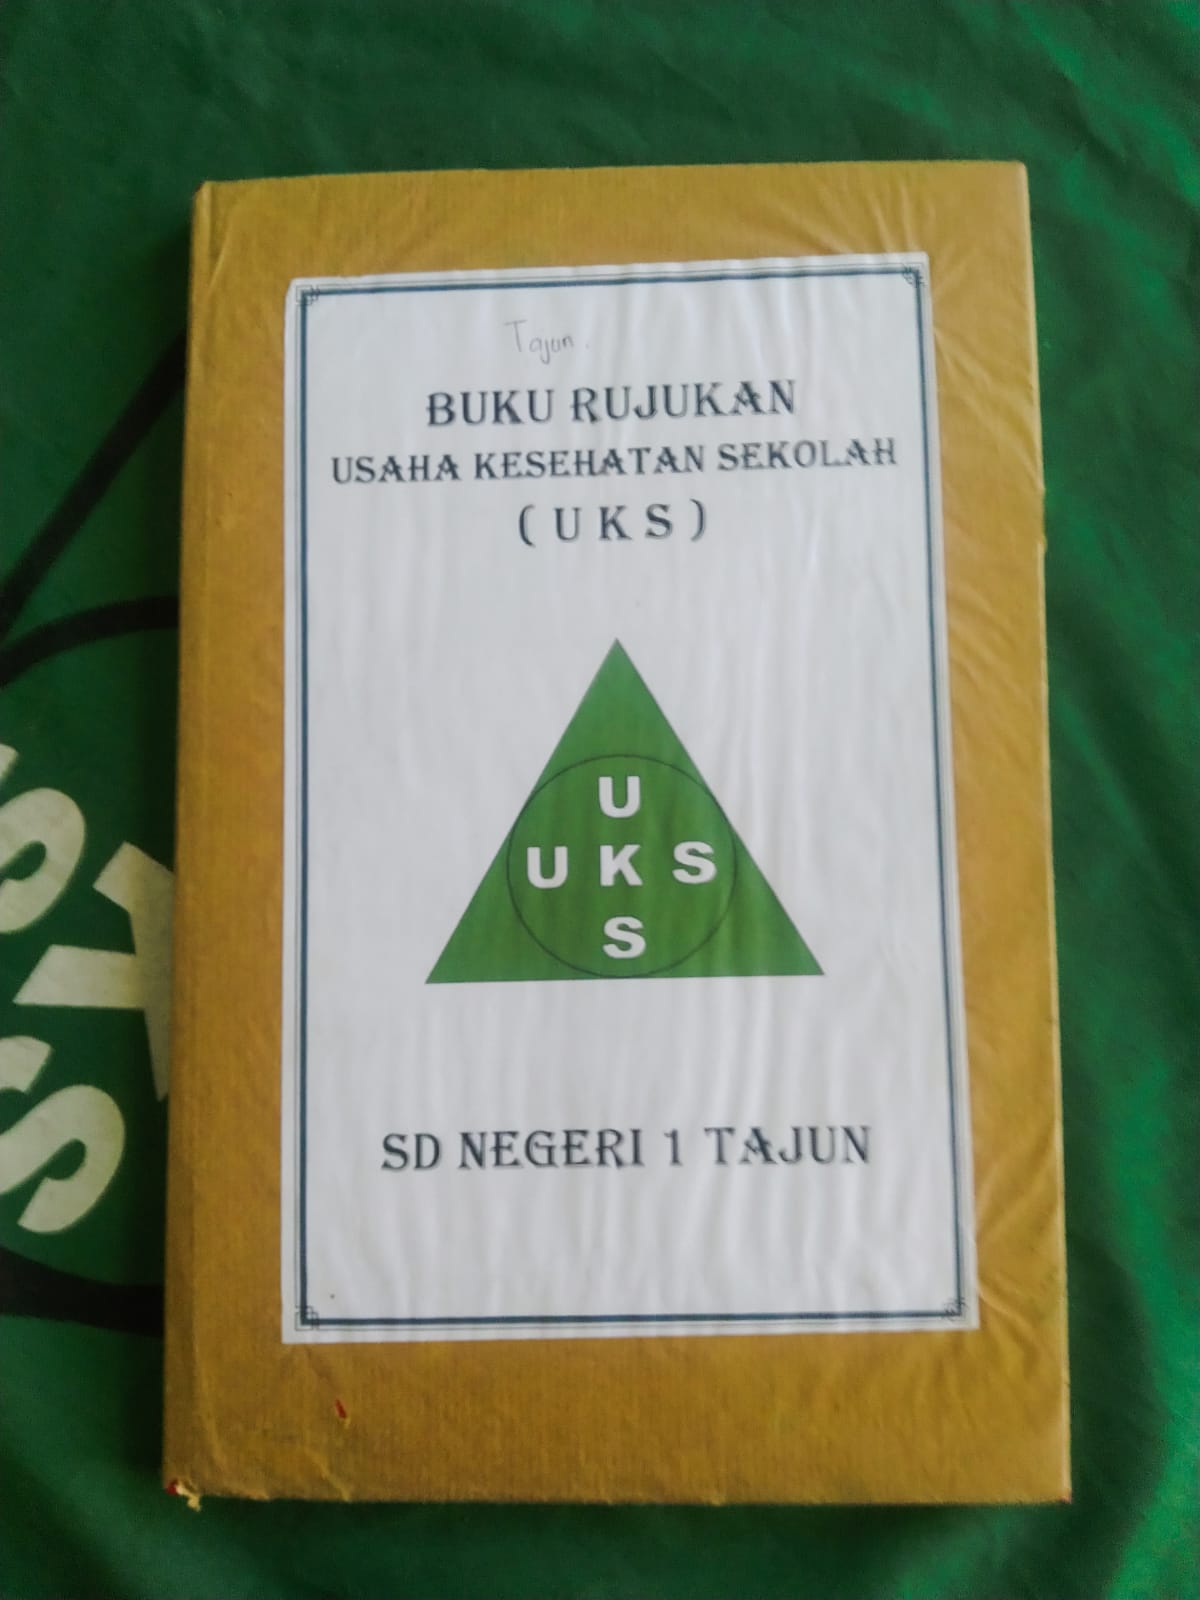 Tajun.
BUKU RUJUKAN
USAHA KESEHATAN SEKOLAH
( U K S )
U
U K S
S
SD NEGERI 1 TAJUN